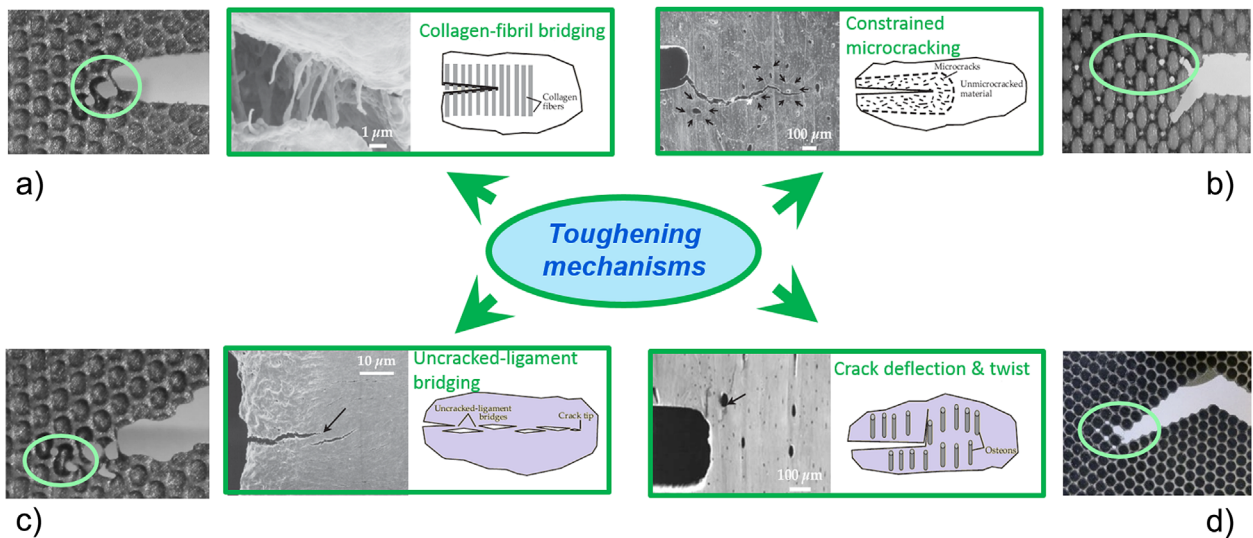 Collagen-fibril bridging
1 μm
Collagen
fibers
a)
Constrained
microcracking
100 μm
Microcracks
Unmicrocracked
material
b)
Toughening
mechanisms
Uncracked-ligament
bridging
10 μm
Uncracked-ligament
bridges
Crack tip
c)
Crack deflection & twist
100 μm
Osteons
d)